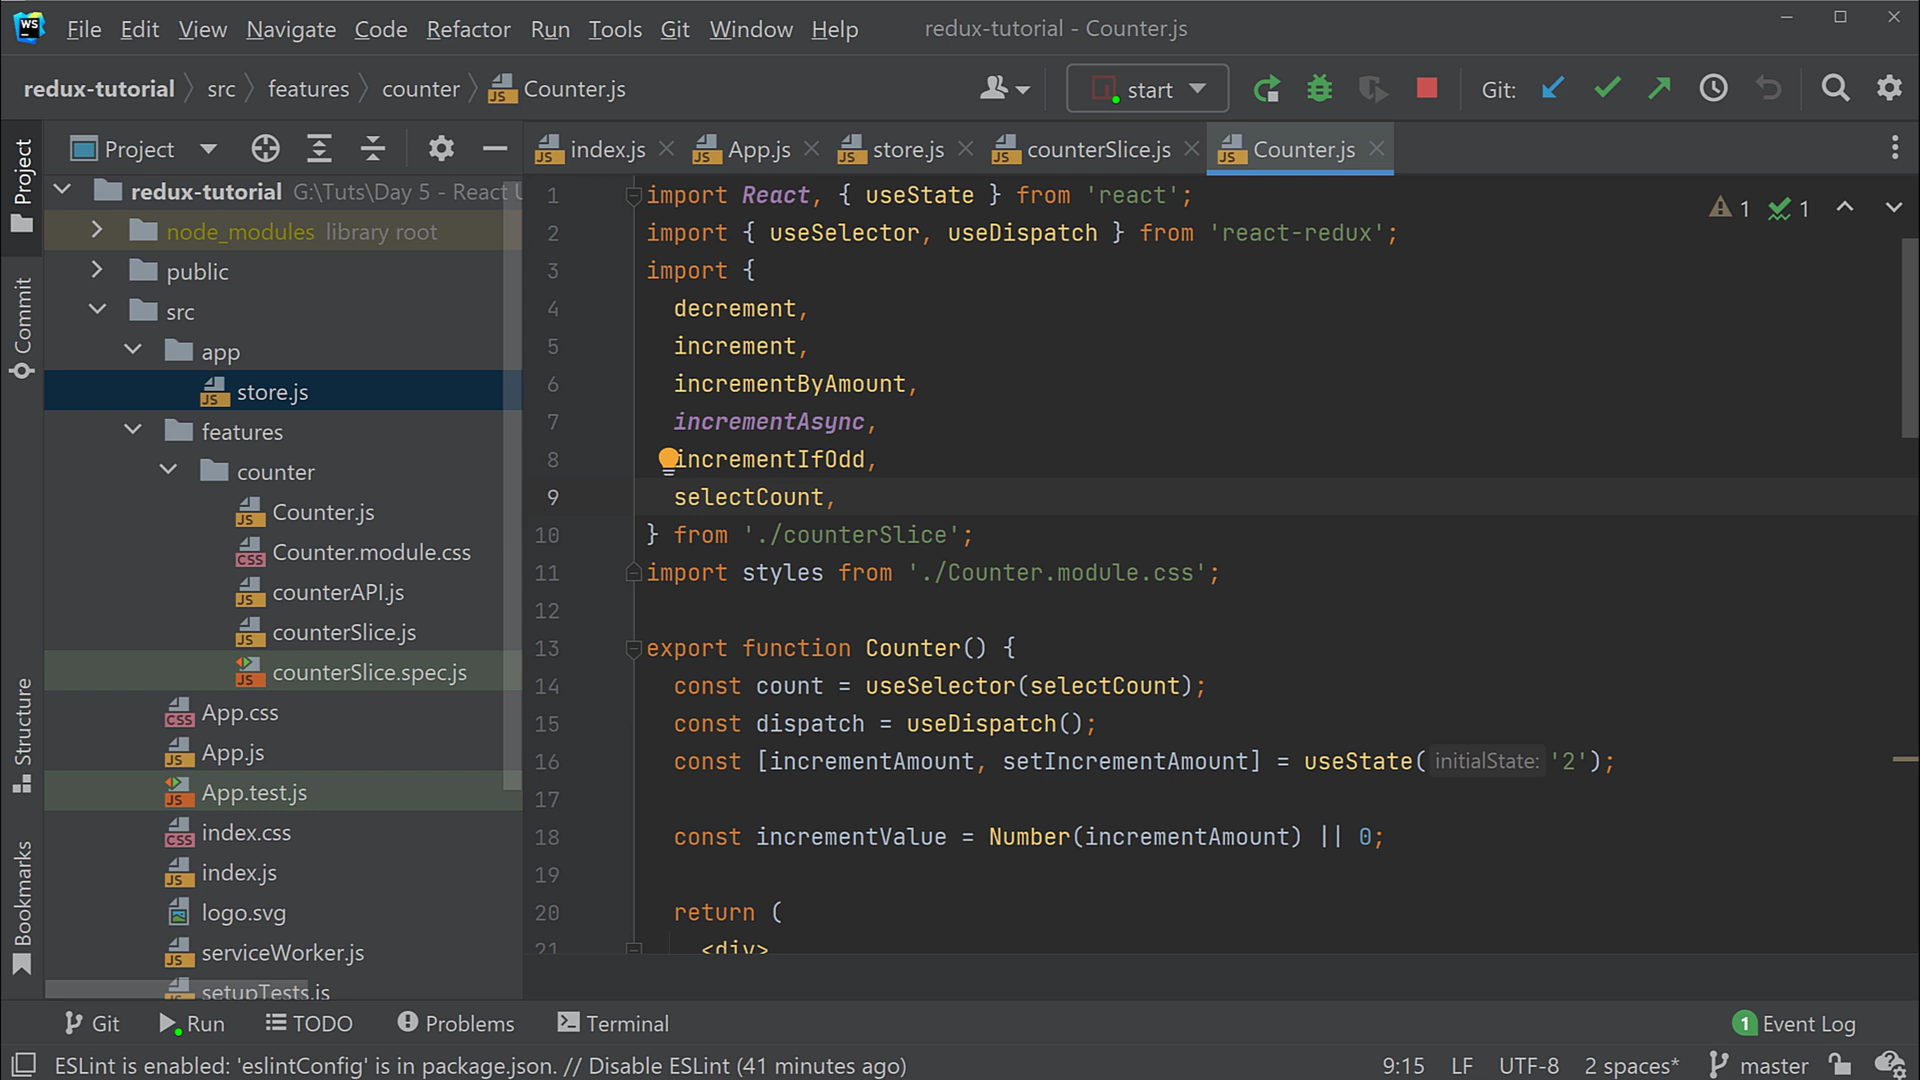 WS File Edit View Navigate Code Refactor Run Tools Git Window Help redux-tutorial - Counter.js
redux-tutorial src features counter Counter.js start Git:
Project
index.js App.js store.js counterSlice.js Counter.js
Project
Commit
Structure
Bookmarks
redux-tutorial G:\Tuts\Day 5 - React U
node_modules library root
public
src
app
store.js
features
counter
Counter.js
Counter.module.css
counterAPI.js
counterSlice.js
counterSlice.spec.js
App.css
App.js
App.test.js
index.css
index.js
logo.svg
serviceWorker.js
setupTests.js
1 import React, { useState } from 'react';
2 import { useSelector, useDispatch } from 'react-redux';
3 import {
4 decrement,
5 increment,
6 incrementByAmount,
7 incrementAsync,
8 incrementIfOdd,
9 selectCount,
10 } from './counterSlice';
11 import styles from './Counter.module.css';
12
13 export function Counter() {
14 const count = useSelector(selectCount);
15 const dispatch = useDispatch();
16 const [incrementAmount, setIncrementAmount] = useState( initialState: '2');
17
18 const incrementValue = Number(incrementAmount) || 0;
19
20 return (
21 <div>
1 1
Git Run TODO Problems Terminal 1 Event Log
ESLint is enabled: 'eslintConfig' is in package.json. // Disable ESLint (41 minutes ago) 9:15 LF UTF-8 2 spaces* master